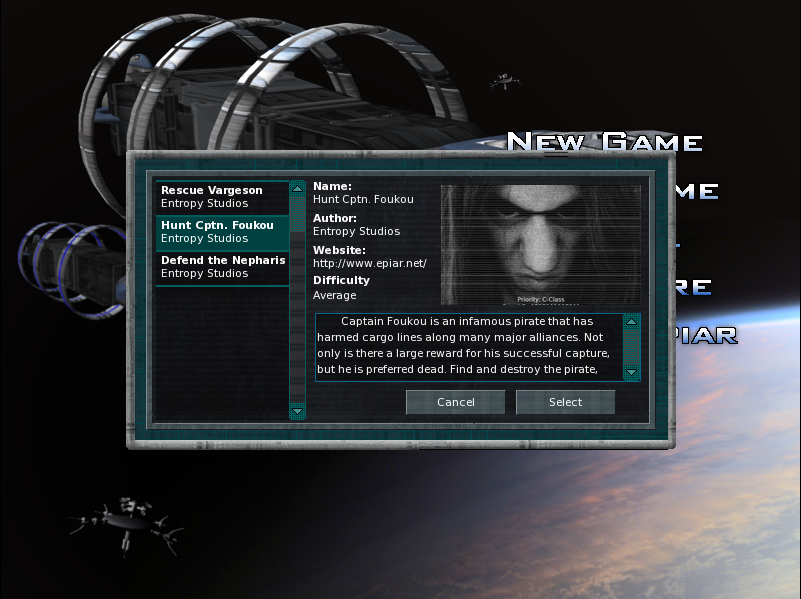 New Game
ME
RE
PIAR
Rescue Vargeson
Entropy Studios
Hunt Cptn. Foukou
Entropy Studios
Defend the Nepharis
Entropy Studios
Name:
Hunt Cptn. Foukou
Author:
Entropy Studios
Website:
http://www.epiar.net/
Difficulty
Average
Priority: C-Class
Captain Foukou is an infamous pirate that has
harmed cargo lines along many major alliances. Not
only is there a large reward for his successful capture,
but he is preferred dead. Find and destroy the pirate,
Cancel
Select